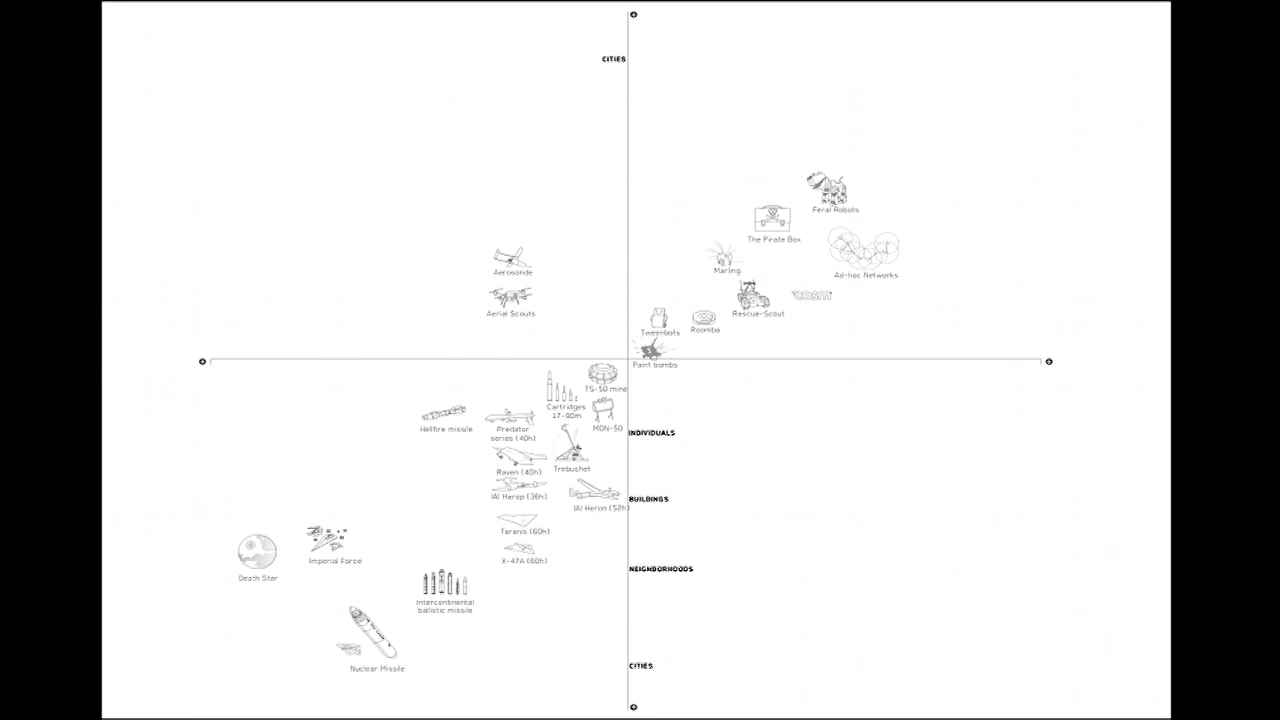 CITIES
Feral Robots
The Pirate Box
Marling
Ad-hoc Networks
Aerosonde
cosm
Aerial Scouts
Rescue-Scout
Tweenbots
Roomba
Paint bombs
TS-50 mine
Cartridges
17-90m
Hellfire missile
Predator
series (40h)
MON-50
INDIVIDUALS
Trebuchet
Raven (40h)
IAI Harop (36h)
BUILDINGS
IAI Heron (52h)
Taranis (60h)
X-47A (60h)
Imperial Force
NEIGHBORHOODS
Death Star
Intercontinental
ballistic missile
Nuclear Missile
CITIES